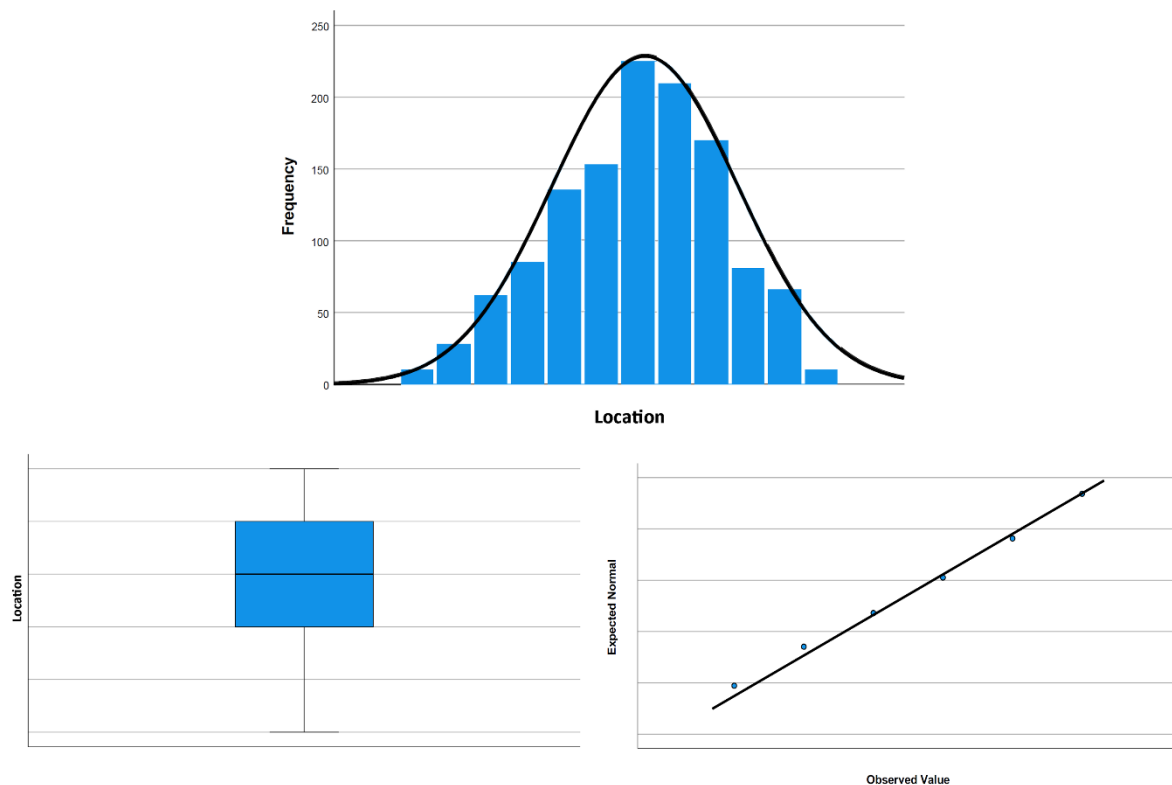 250
200
150
100
50
0
Frequency
Location
Location
Expected Normal
Observed Value